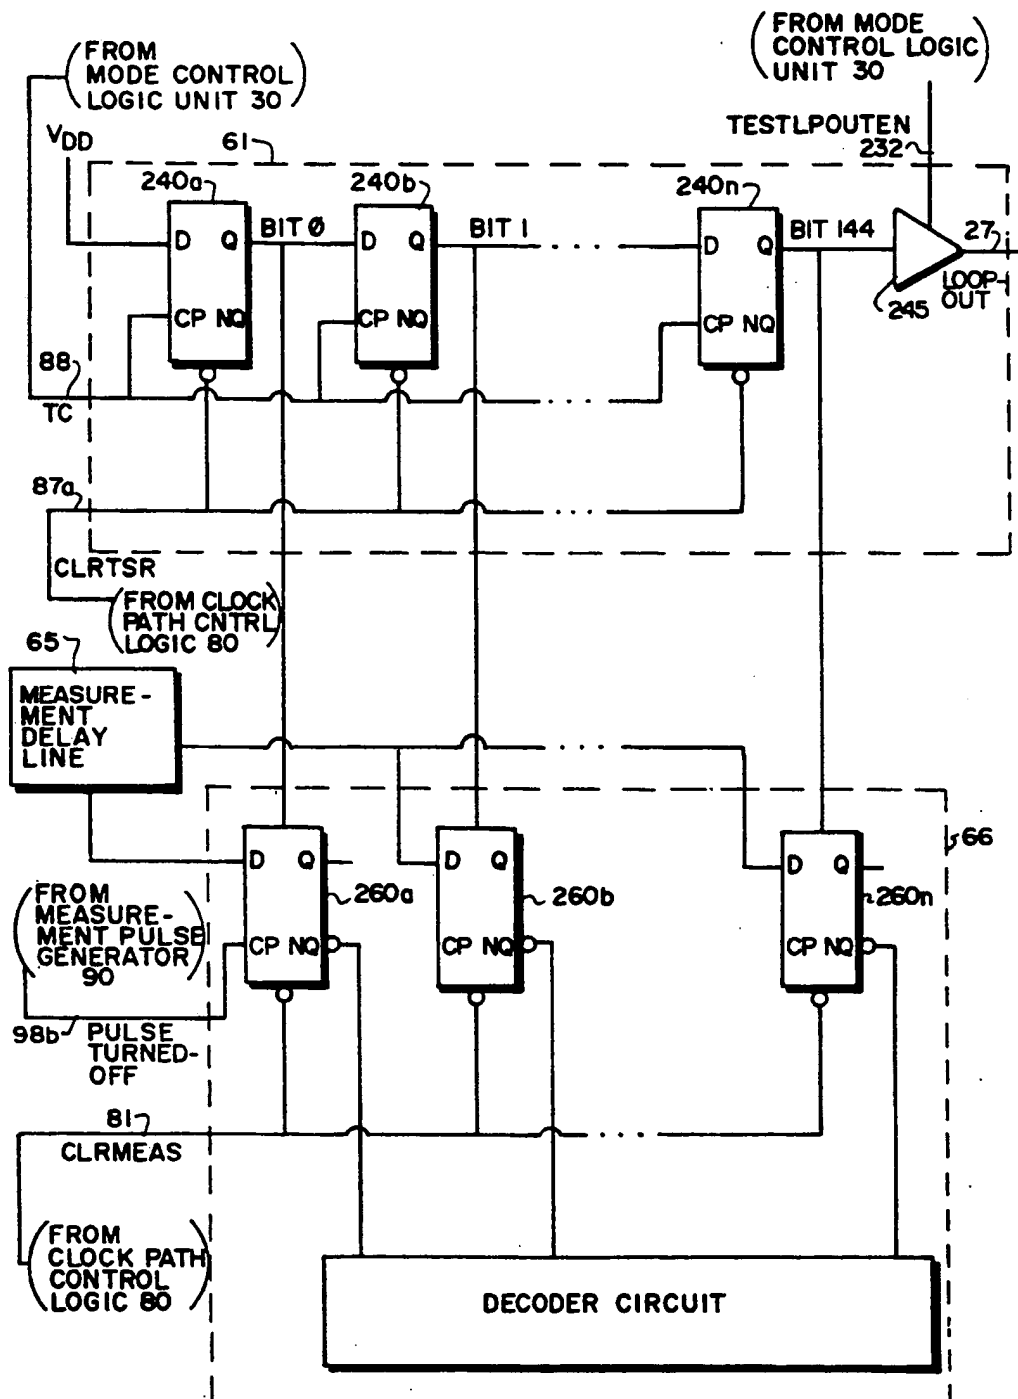 (FROM
MODE CONTROL
LOGIC UNIT 30)
(FROM MODE
CONTROL LOGIC
UNIT 30)
TESTLPOUTEN
232
VDD
61
240a
240b
240n
D Q
BIT 0
D Q
BIT 1
D Q
BIT 144
27
LOOP-
OUT
245
CP NQ
CP NQ
CP NQ
88
TC
87a
CLRTSR
(FROM CLOCK
PATH CNTRL
LOGIC 80)
65
MEASURE-
MENT
DELAY
LINE
66
D Q
D Q
D Q
260a
260b
260n
(FROM
MEASURE-
MENT PULSE
GENERATOR
90)
CP NQ
CP NQ
CP NQ
98b
PULSE
TURNED-
OFF
81
CLRMEAS
(FROM
CLOCK PATH
CONTROL
LOGIC 80)
DECODER CIRCUIT